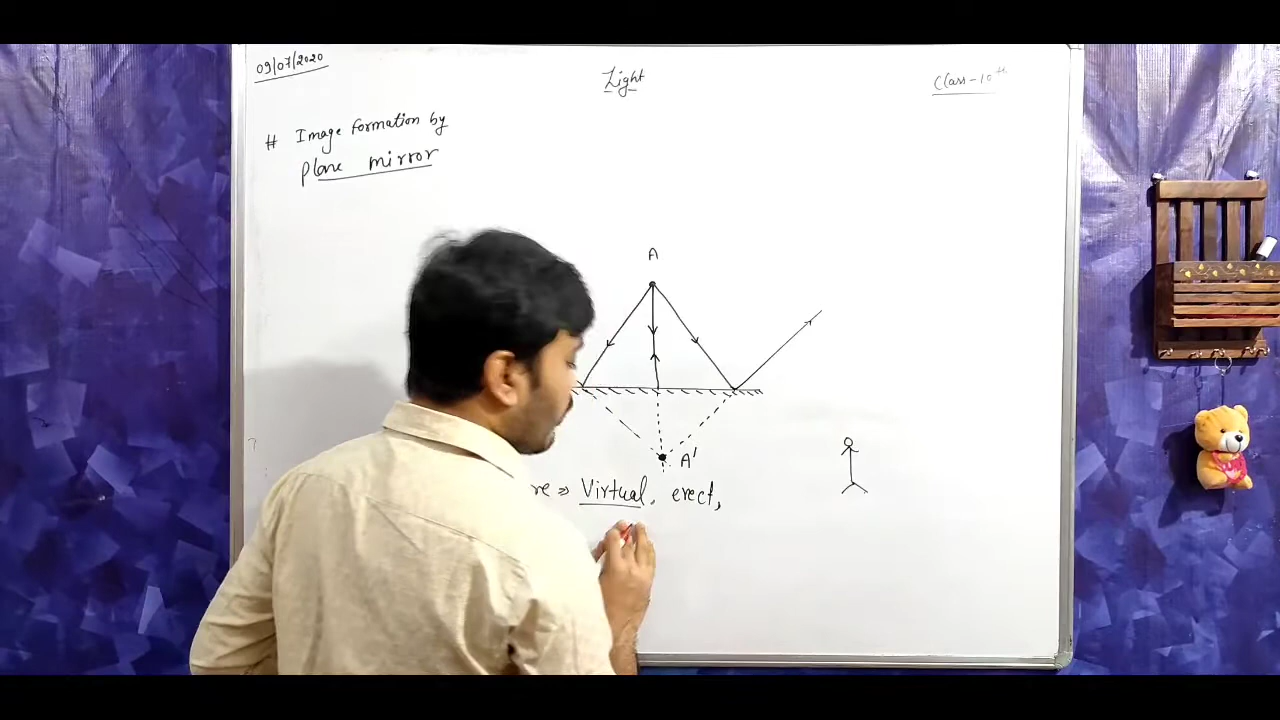 09/07/2020
Light
Class-10th
# Image formation by
plane mirror
A
A'
re ⇒ Virtual, erect,